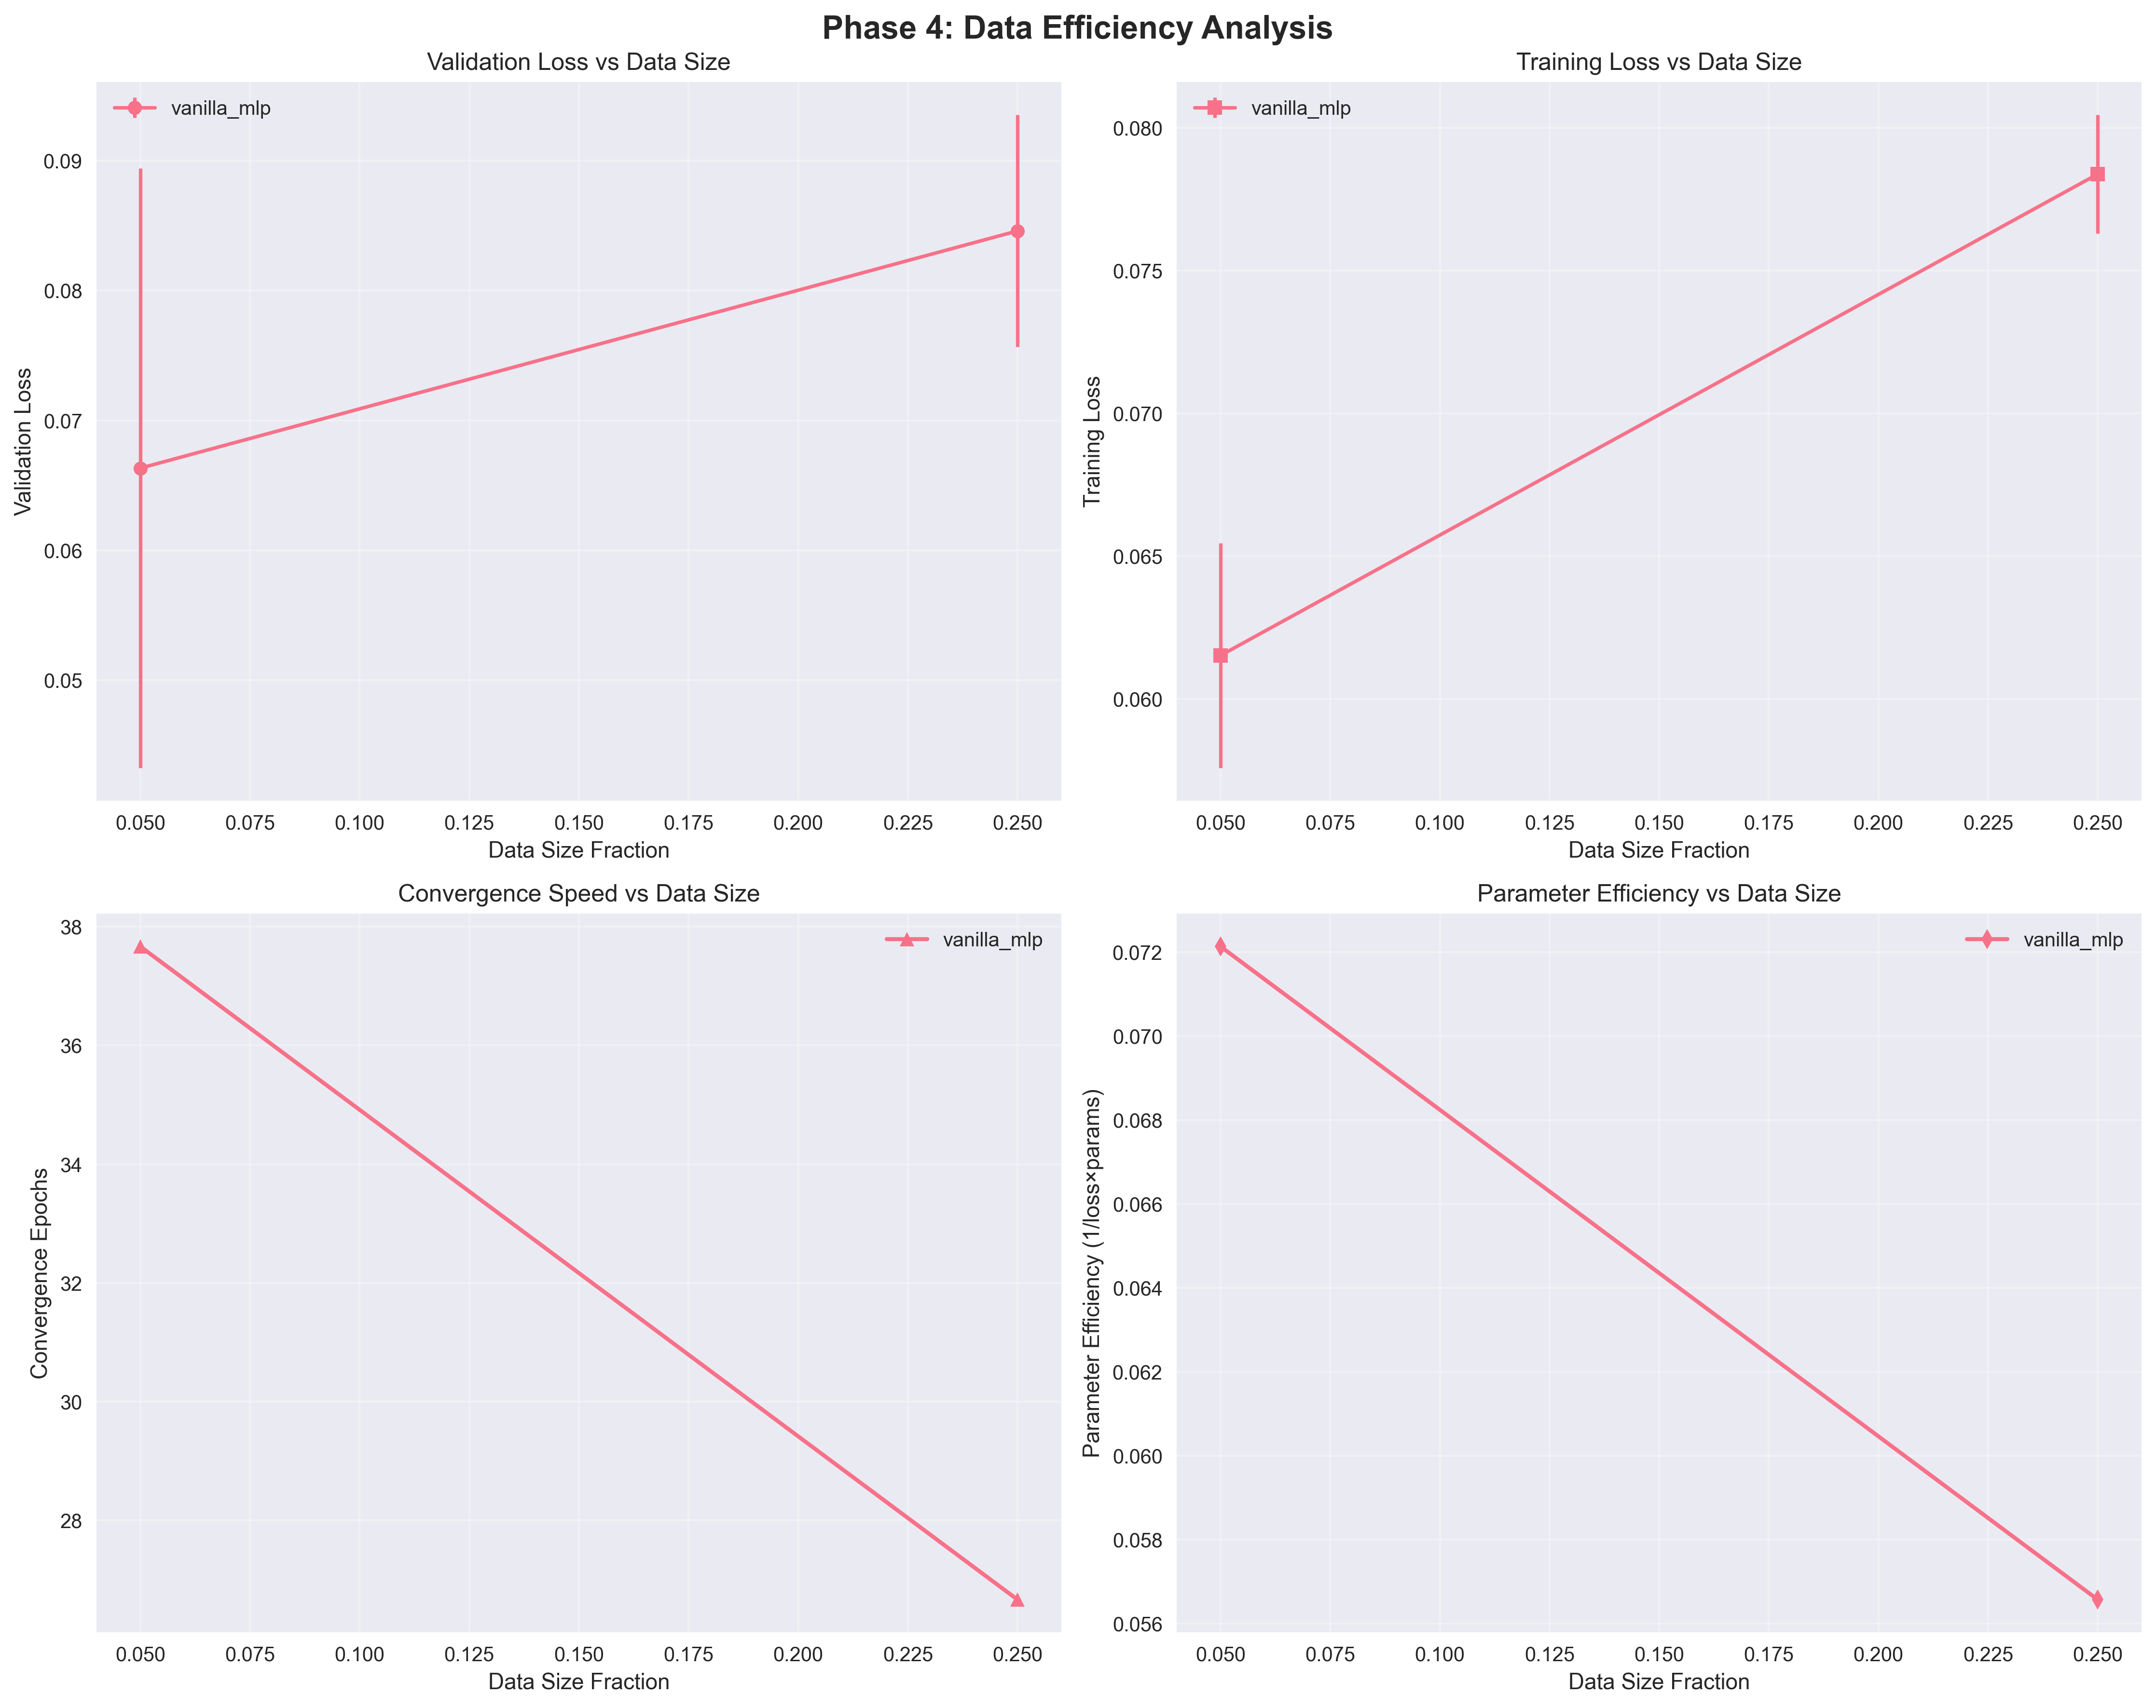 Phase 4: Data Efficiency Analysis
Validation Loss vs Data Size
vanilla_mlp
0.09
0.08
0.07
0.06
0.05
Validation Loss
0.050 0.075 0.100 0.125 0.150 0.175 0.200 0.225 0.250
Data Size Fraction
Training Loss vs Data Size
vanilla_mlp
0.080
0.075
0.070
0.065
0.060
Training Loss
0.050 0.075 0.100 0.125 0.150 0.175 0.200 0.225 0.250
Data Size Fraction
Convergence Speed vs Data Size
vanilla_mlp
38
36
34
32
30
28
Convergence Epochs
0.050 0.075 0.100 0.125 0.150 0.175 0.200 0.225 0.250
Data Size Fraction
Parameter Efficiency vs Data Size
vanilla_mlp
0.072
0.070
0.068
0.066
0.064
0.062
0.060
0.058
0.056
Parameter Efficiency (1/loss×params)
0.050 0.075 0.100 0.125 0.150 0.175 0.200 0.225 0.250
Data Size Fraction